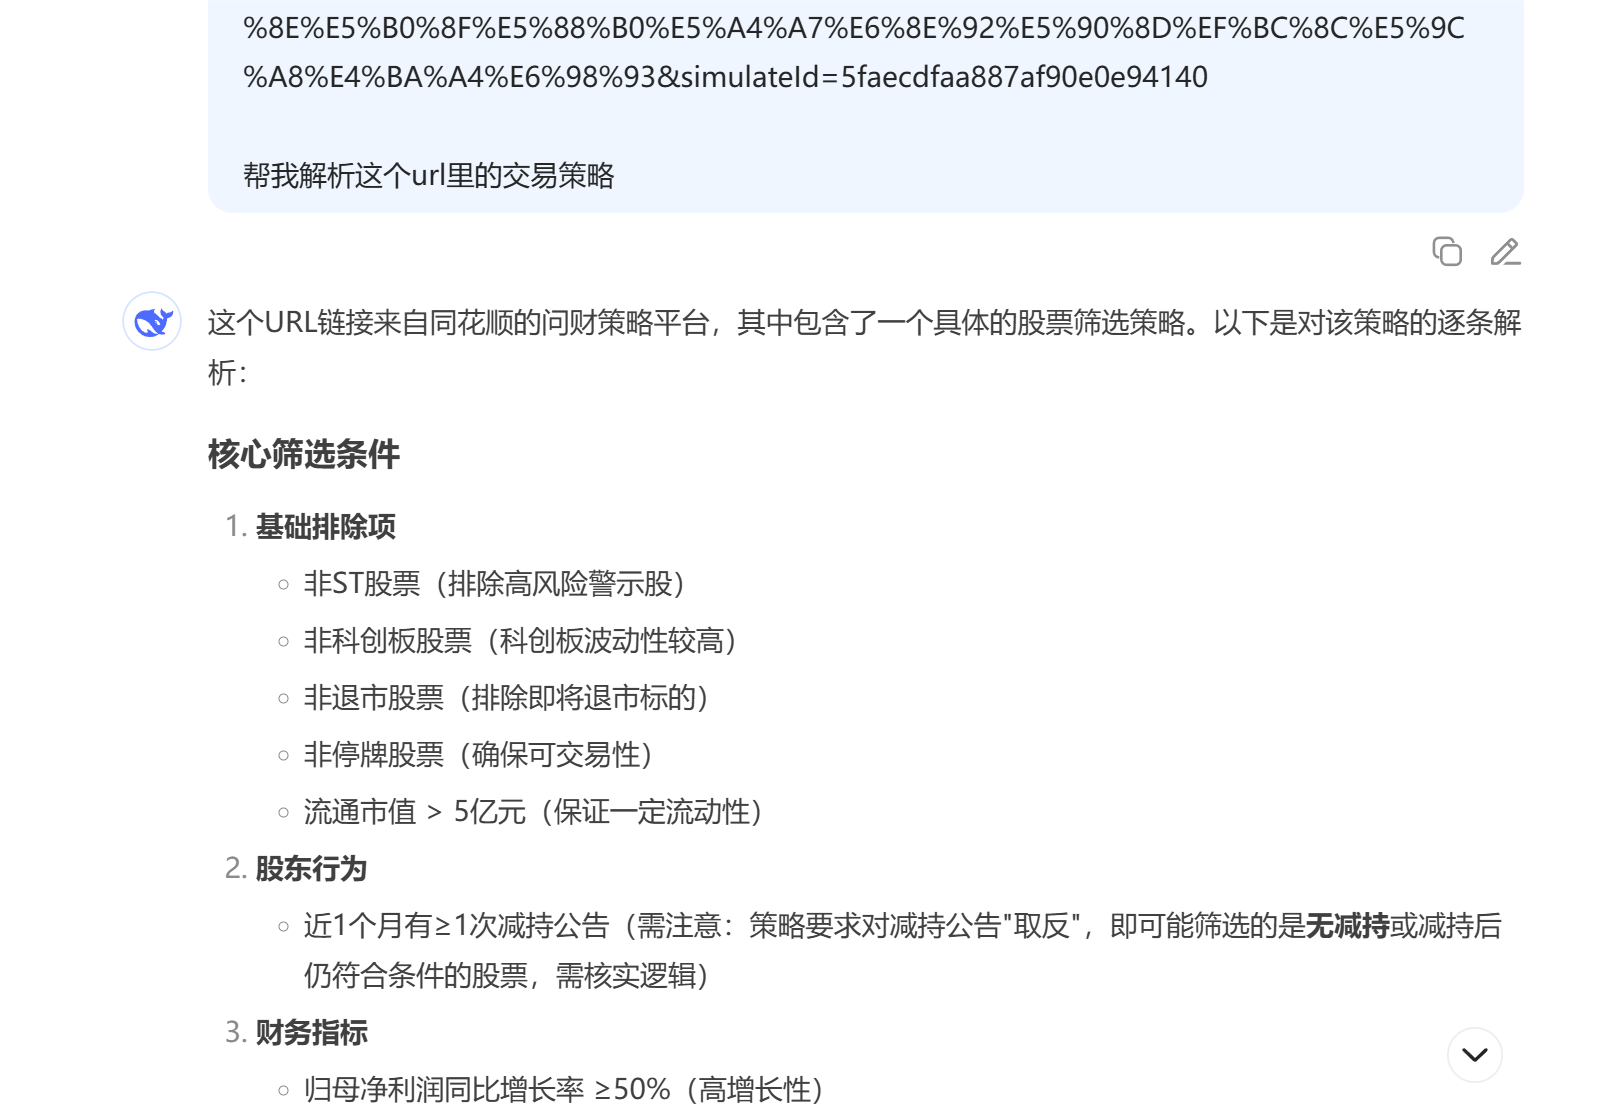 %8E%E5%B0%8F%E5%88%B0%E5%A4%A7%E6%8E%92%E5%90%8D%EF%BC%8C%E5%9C
%A8%E4%BA%A4%E6%98%93&simulateId=5faecdfaa887af90e0e94140
帮我解析这个url里的交易策略
这个URL链接来自同花顺的问财策略平台，其中包含了一个具体的股票筛选策略。以下是对该策略的逐条解
析：
核心筛选条件
1. 基础排除项
○ 非ST股票（排除高风险警示股）
○ 非科创板股票（科创板波动性较高）
○ 非退市股票（排除即将退市标的）
○ 非停牌股票（确保可交易性）
○ 流通市值 > 5亿元（保证一定流动性）
2. 股东行为
○ 近1个月有≥1次减持公告（需注意：策略要求对减持公告"取反"，即可能筛选的是无减持或减持后
仍符合条件的股票，需核实逻辑）
3. 财务指标
○ 归母净利润同比增长率 ≥50%（高增长性）